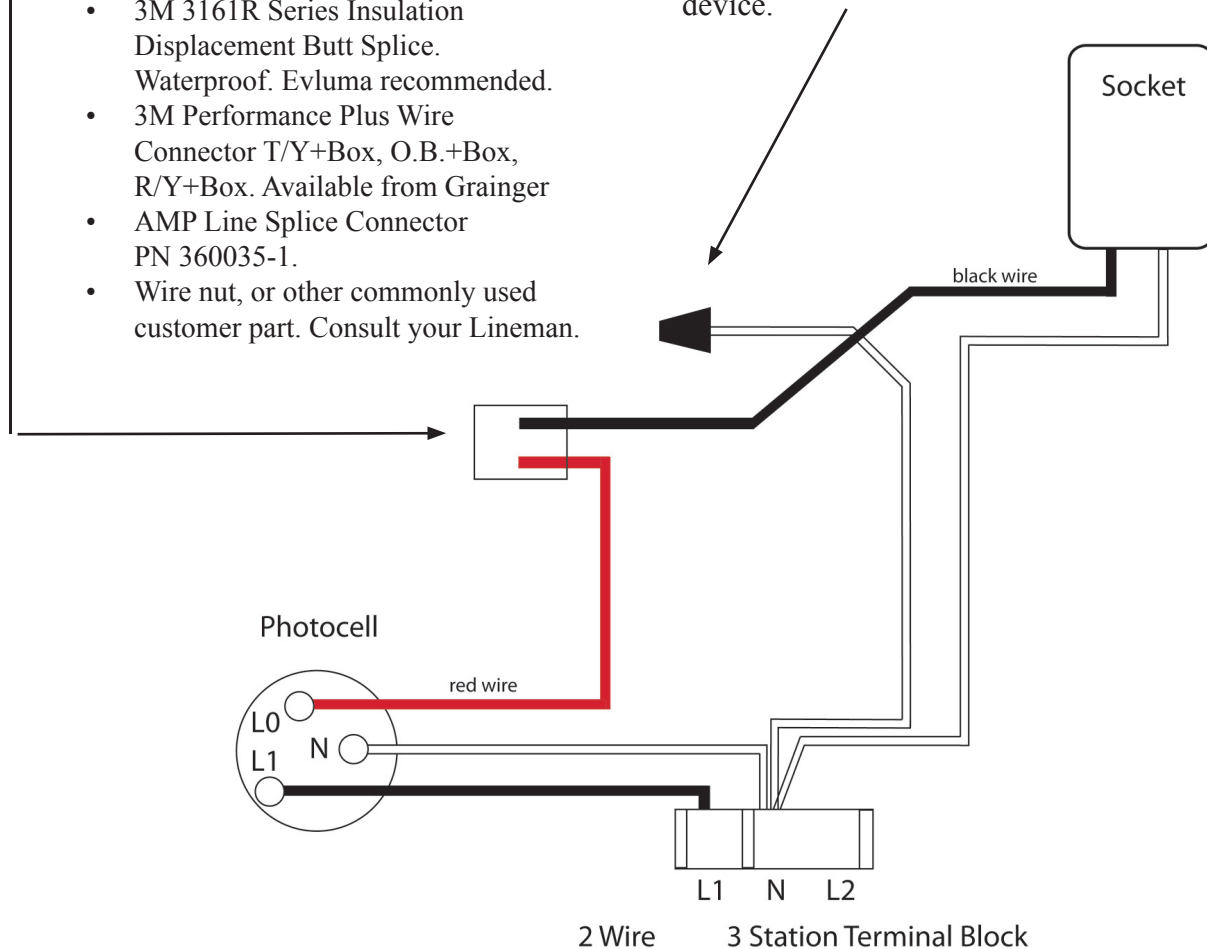 • 3M 3161R Series Insulation
Displacement Butt Splice.
Waterproof. Evluma recommended.
• 3M Performance Plus Wire
Connector T/Y+Box, O.B.+Box,
R/Y+Box. Available from Grainger
• AMP Line Splice Connector
PN 360035-1.
• Wire nut, or other commonly used
customer part. Consult your Lineman.
device.
Socket
black wire
Photocell
red wire
L0
N
L1
L1 N L2
2 Wire 3 Station Terminal Block